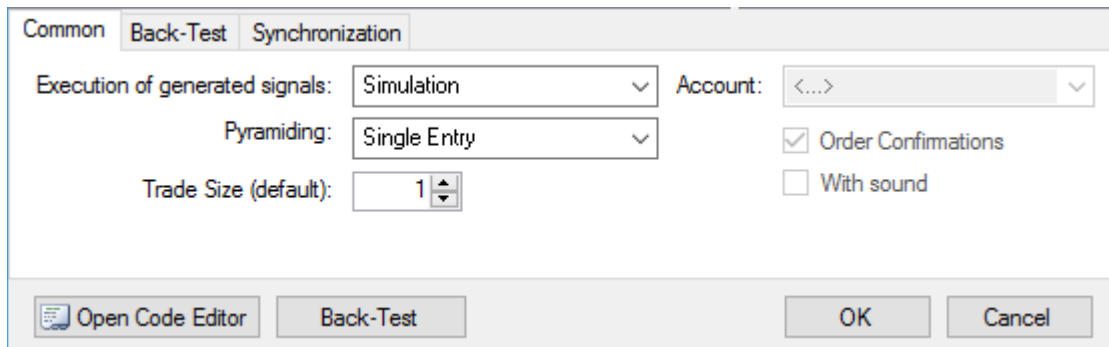 Common Back-Test Synchronization
Execution of generated signals: Simulation Account: <...>
Pyramiding: Single Entry Order Confirmations
Trade Size (default): 1 With sound
Open Code Editor Back-Test OK Cancel